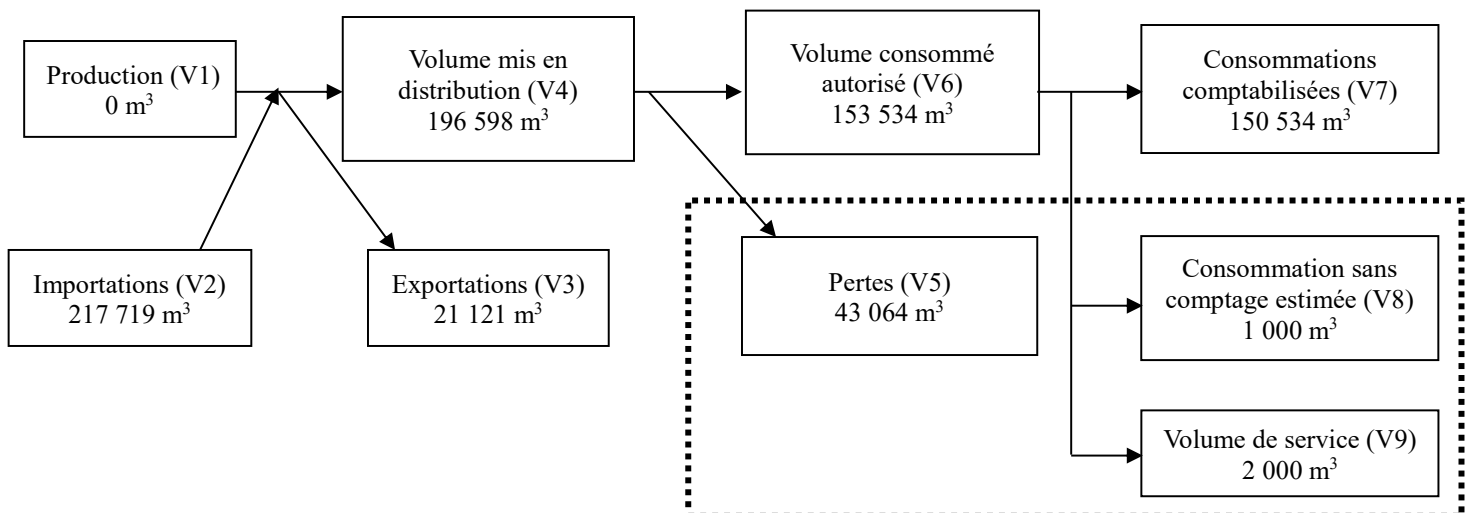 Production (V1)
0 m³
Volume mis en
distribution (V4)
196 598 m³
Volume consommé
autorisé (V6)
153 534 m³
Consommations
comptabilisées (V7)
150 534 m³
Importations (V2)
217 719 m³
Exportations (V3)
21 121 m³
Pertes (V5)
43 064 m³
Consommation sans
comptage estimée (V8)
1 000 m³
Volume de service (V9)
2 000 m³